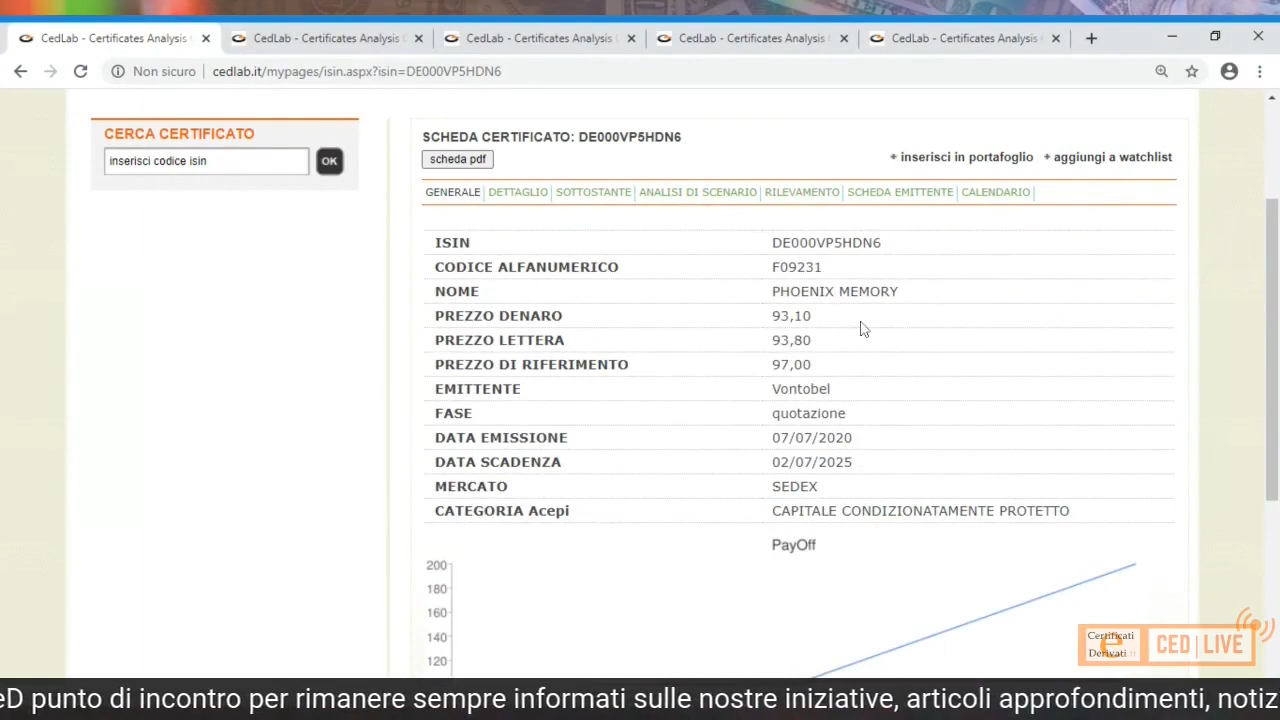 CedLab - Certificates Analysis
CedLab - Certificates Analysis
CedLab - Certificates Analysis
CedLab - Certificates Analysis
CedLab - Certificates Analysis
Non sicuro cedlab.it/mypages/isin.aspx?isin=DE000VP5HDN6
CERCA CERTIFICATO
inserisci codice isin OK
SCHEDA CERTIFICATO: DE000VP5HDN6
scheda pdf
+ inserisci in portafoglio + aggiungi a watchlist
GENERALE DETTAGLIO SOTTOSTANTE ANALISI DI SCENARIO RILEVAMENTO SCHEDA EMITTENTE CALENDARIO
ISIN DE000VP5HDN6
CODICE ALFANUMERICO F09231
NOME PHOENIX MEMORY
PREZZO DENARO 93,10
PREZZO LETTERA 93,80
PREZZO DI RIFERIMENTO 97,00
EMITTENTE Vontobel
FASE quotazione
DATA EMISSIONE 07/07/2020
DATA SCADENZA 02/07/2025
MERCATO SEDEX
CATEGORIA Acepi CAPITALE CONDIZIONATAMENTE PROTETTO
PayOff
200
180
160
140
120
Certificati
e
Derivati.it
CED|LIVE
eD punto di incontro per rimanere sempre informati sulle nostre iniziative, articoli approfondimenti, notiz